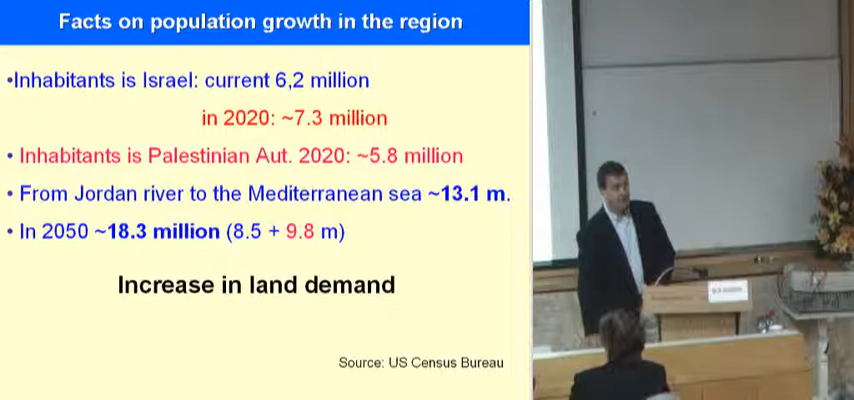 Facts on population growth in the region
•Inhabitants is Israel: current 6,2 million
in 2020: ~7.3 million
• Inhabitants is Palestinian Aut. 2020: ~5.8 million
• From Jordan river to the Mediterranean sea ~13.1 m.
• In 2050 ~18.3 million (8.5 + 9.8 m)
Increase in land demand
Source: US Census Bureau